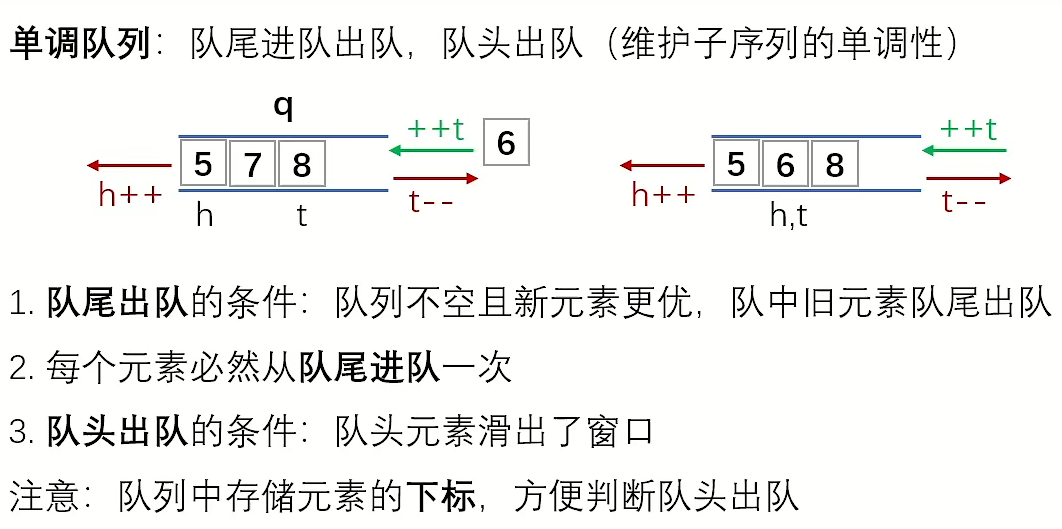 单调队列：队尾进队出队，队头出队（维护子序列的单调性）
q
++t
6
++t
5 7 8
5 6 8
h++
t--
h++
t--
h
t
h,t
1. 队尾出队的条件：队列不空且新元素更优，队中旧元素队尾出队
2. 每个元素必然从队尾进队一次
3. 队头出队的条件：队头元素滑出了窗口
注意：队列中存储元素的下标，方便判断队头出队